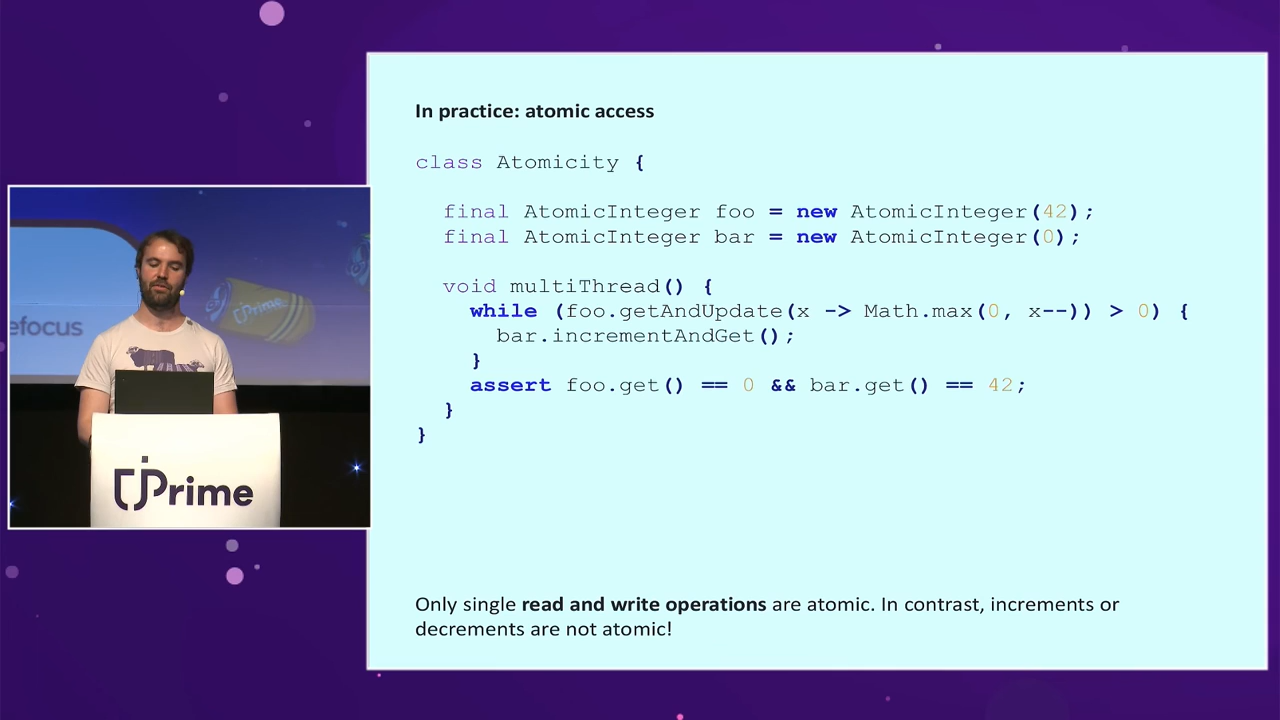 In practice: atomic access
class Atomicity {
final AtomicInteger foo = new AtomicInteger(42);
final AtomicInteger bar = new AtomicInteger(0);
void multiThread() {
while (foo.getAndUpdate(x -> Math.max(0, x--)) > 0) {
bar.incrementAndGet();
}
assert foo.get() == 0 && bar.get() == 42;
}
}
Only single read and write operations are atomic. In contrast, increments or
decrements are not atomic!
efocus
jPrime
jPrime